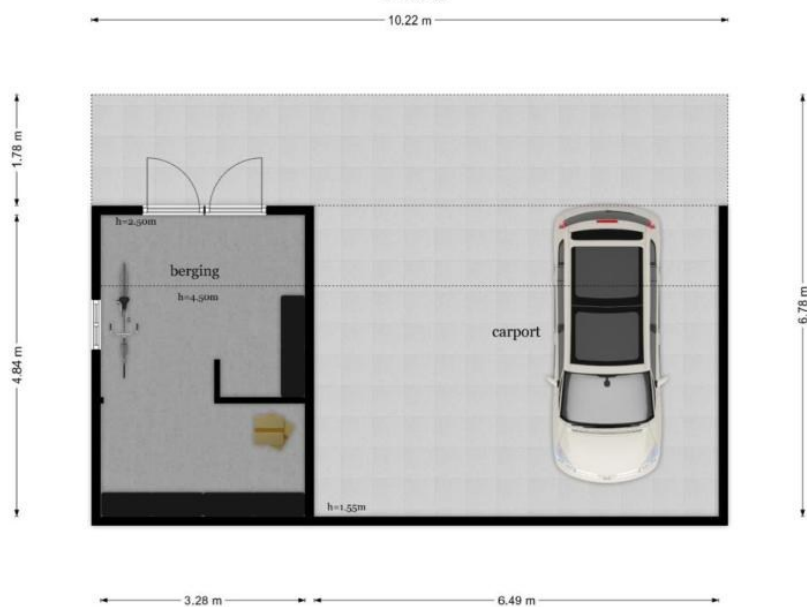 10.22 m
1.78 m
h=2.50m
berging
h=4.50m
6.78 m
carport
4.84 m
h=1.55m
3.28 m
6.49 m